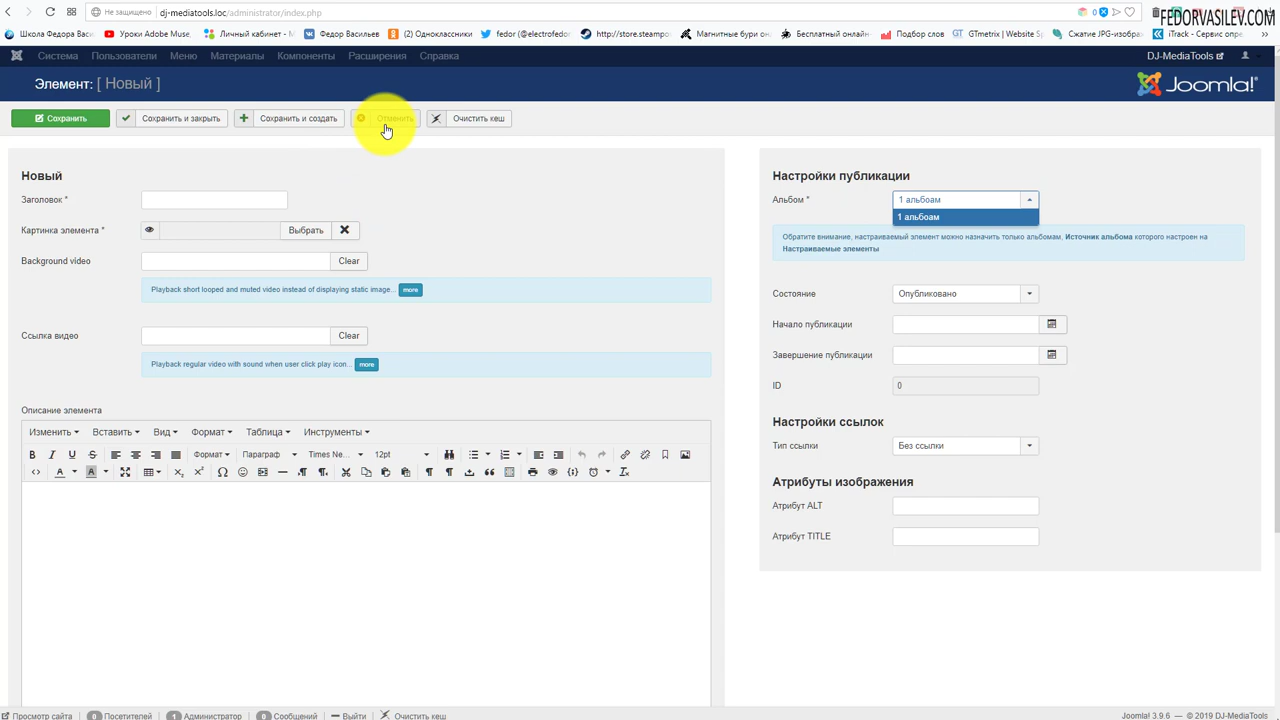 Не защищено dj-mediatools.loc/administrator/index.php
0
FEDORVASILEV.COM
Школа Федора Васил... Уроки Adobe Muse, Личный кабинет - ... Федор Васильев (2) Одноклассники fedor (@electrofedo... http://store.steampo... Магнитные бури он... Бесплатный онлайн... Подбор слов GTmetrix | Website S... Сжатие JPG-изобра... iTrack - Сервис опре...
Система Пользователи Меню Материалы Компоненты Расширения Справка DJ-MediaTools
Элемент: [ Новый ]
Joomla!
Сохранить Сохранить и закрыть Сохранить и создать Отменить Очистить кеш
Новый
Заголовок *
Картинка элемента * Выбрать
Background video Clear
Playback short looped and muted video instead of displaying static image... more
Ссылка видео Clear
Playback regular video with sound when user click play icon... more
Описание элемента
Изменить Вставить Вид Формат Таблица Инструменты
B I U S Формат Параграф Times Ne... 12pt
Настройки публикации
Альбом * 1 альбоам
1 альбоам
Обратите внимание, настраиваемый элемент можно назначить только альбомам, Источник альбома которого настроен на
Настраиваемые элементы
Состояние Опубликовано
Начало публикации
Завершение публикации
ID 0
Настройки ссылок
Тип ссылки Без ссылки
Атрибуты изображения
Атрибут ALT
Атрибут TITLE
Просмотр сайта 0 Посетителей 1 Администратор 0 Сообщений Выйти Очистить кеш Joomla! 3.9.6 — © 2019 DJ-MediaTools